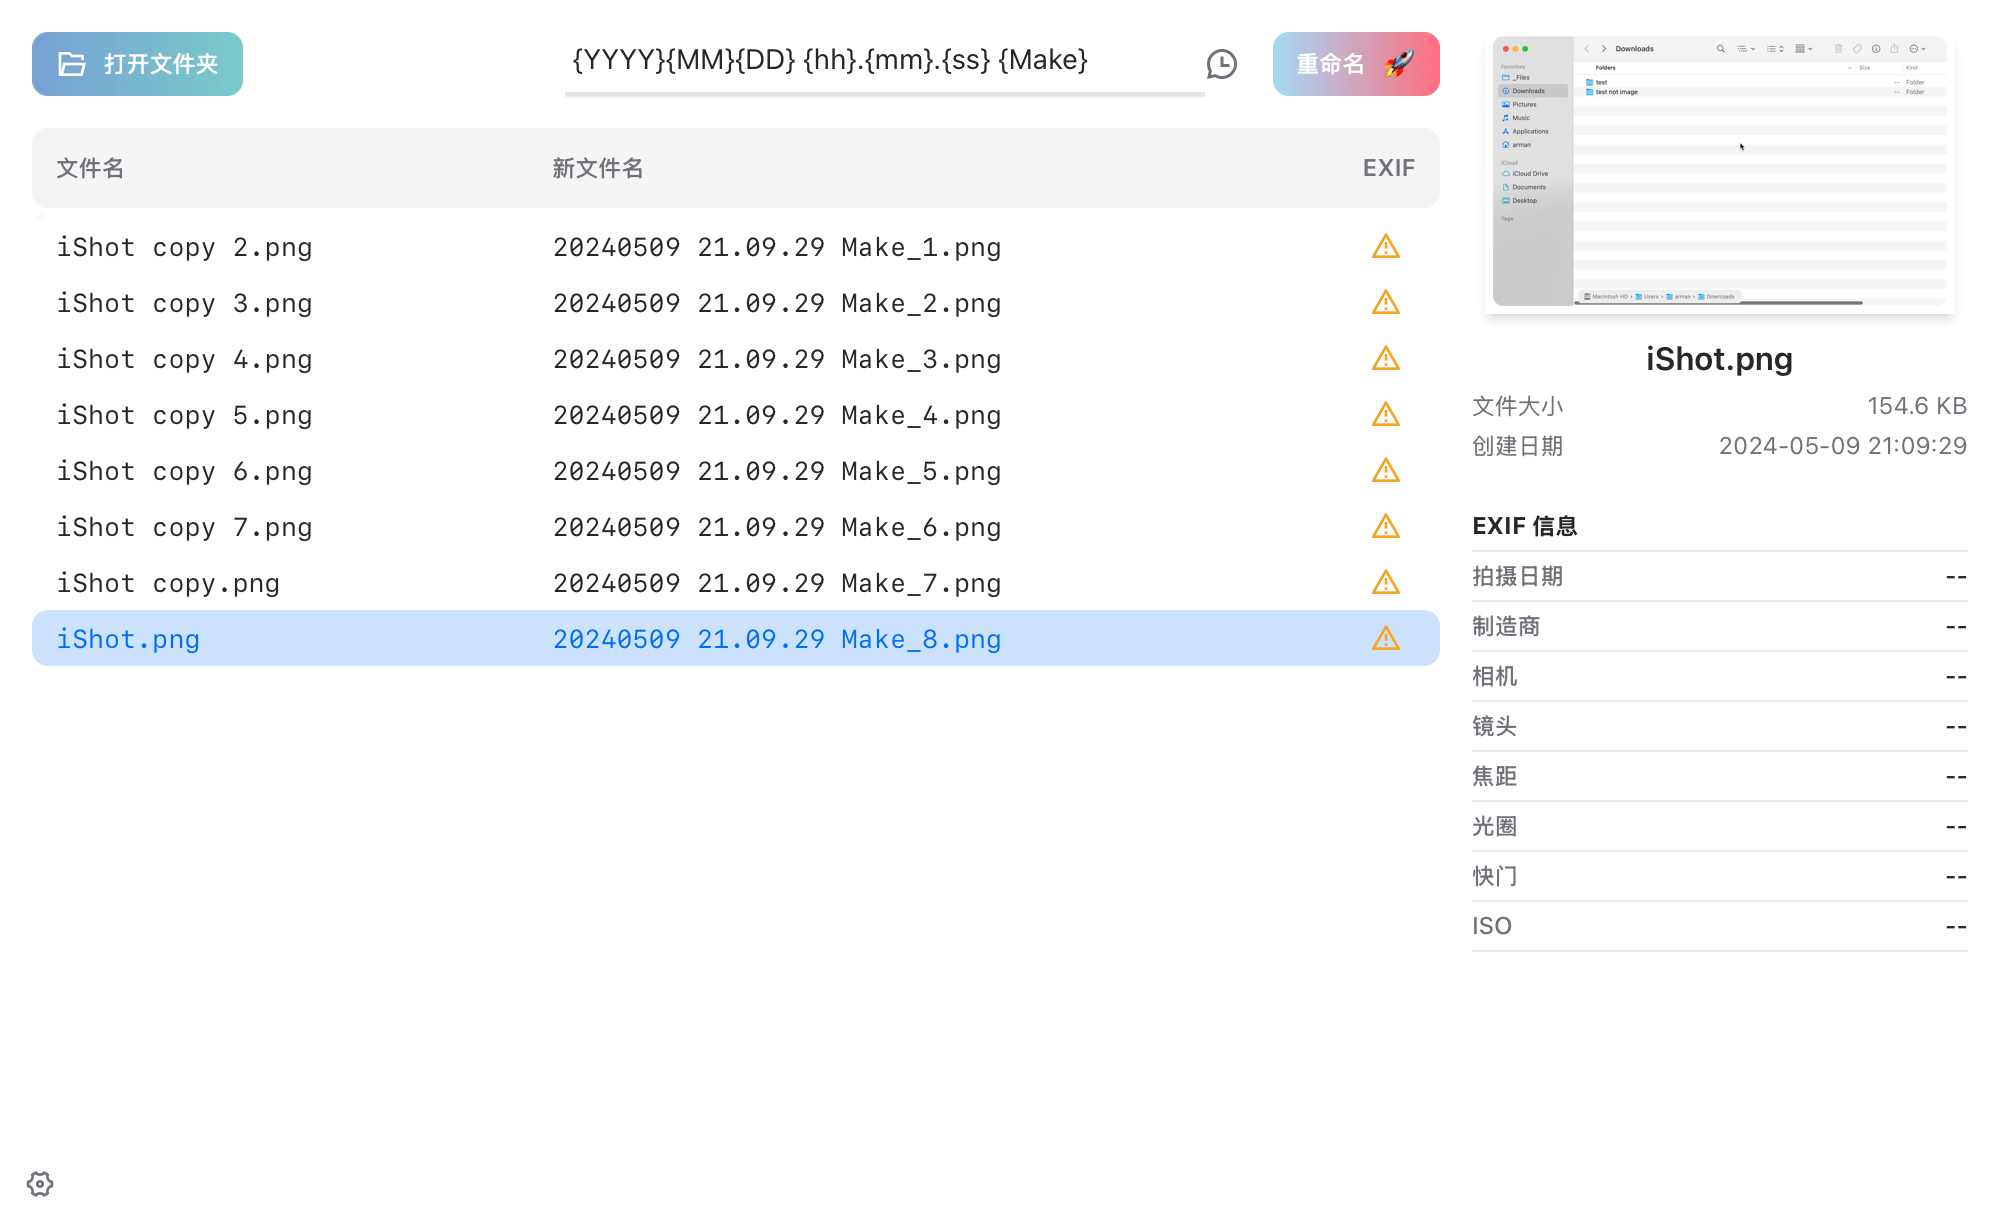 打开文件夹
{YYYY}{MM}{DD} {hh}.{mm}.{ss} {Make}
重命名
文件名 新文件名 EXIF
iShot copy 2.png 20240509 21.09.29 Make_1.png
iShot copy 3.png 20240509 21.09.29 Make_2.png
iShot copy 4.png 20240509 21.09.29 Make_3.png
iShot copy 5.png 20240509 21.09.29 Make_4.png
iShot copy 6.png 20240509 21.09.29 Make_5.png
iShot copy 7.png 20240509 21.09.29 Make_6.png
iShot copy.png 20240509 21.09.29 Make_7.png
iShot.png 20240509 21.09.29 Make_8.png
Downloads
Favorites
_Files
Downloads
Pictures
Music
Applications
arman
iCloud
iCloud Drive
Documents
Desktop
Tags
Folders Size Kind
test -- Folder
test not image -- Folder
Macintosh HD › Users › arman › Downloads
iShot.png
文件大小 154.6 KB
创建日期 2024-05-09 21:09:29
EXIF 信息
拍摄日期 --
制造商 --
相机 --
镜头 --
焦距 --
光圈 --
快门 --
ISO --